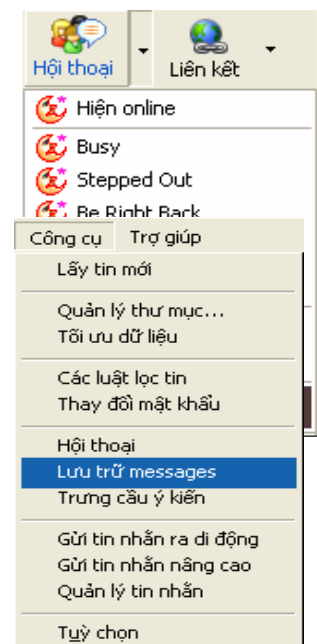 Hội thoại Liên kết
Hiện online
Busy
Stepped Out
Be Right Back
Công cụ Trợ giúp
Lấy tin mới
Quản lý thư mục...
Tối ưu dữ liệu
Các luật lọc tin
Thay đổi mật khẩu
Hội thoại
Lưu trữ messages
Trưng cầu ý kiến
Gửi tin nhắn ra di động
Gửi tin nhắn nâng cao
Quản lý tin nhắn
Tuỳ chọn